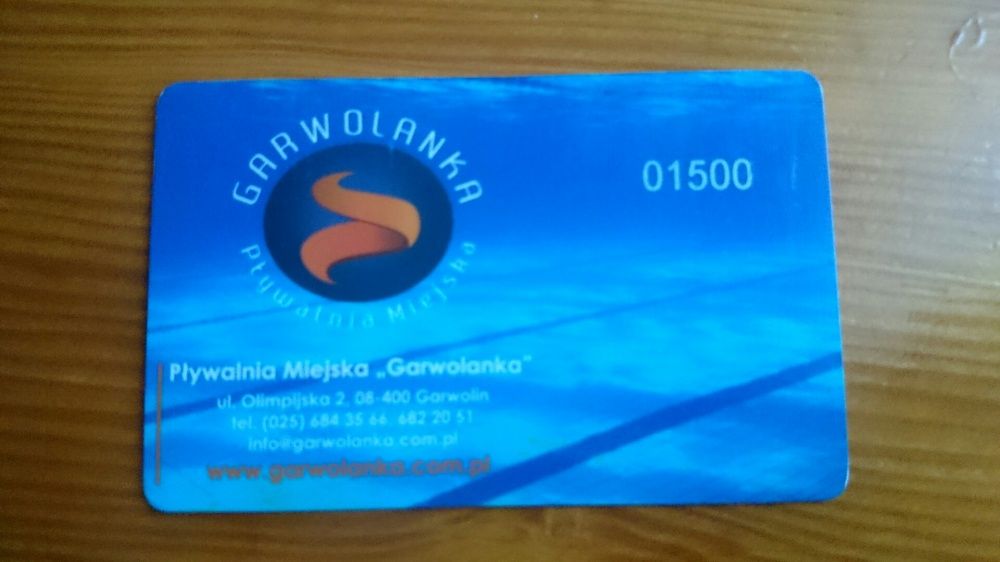 GARWOLANKA
Pływalnia Miejska
01500
Pływalnia Miejska „Garwolanka"
ul. Olimpijska 2, 08-400 Garwolin
tel. (025) 684 35 66, 682 20 51
info@garwolanka.com.pl
www.garwolanka.com.pl